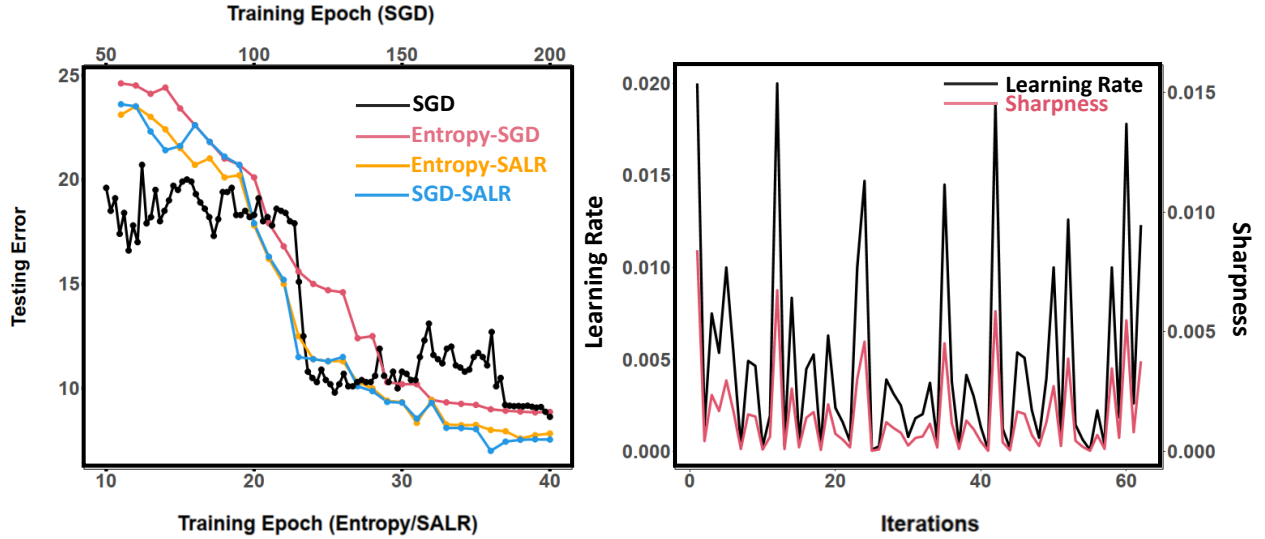 Training Epoch (SGD)
50 100 150 200
25
20
15
10
Testing Error
SGD
Entropy-SGD
Entropy-SALR
SGD-SALR
10 20 30 40
Training Epoch (Entropy/SALR)
Learning Rate
0.020
0.015
0.010
0.005
0.000
Learning Rate
Sharpness
0.015
0.010
0.005
0.000
Sharpness
0 20 40 60
Iterations